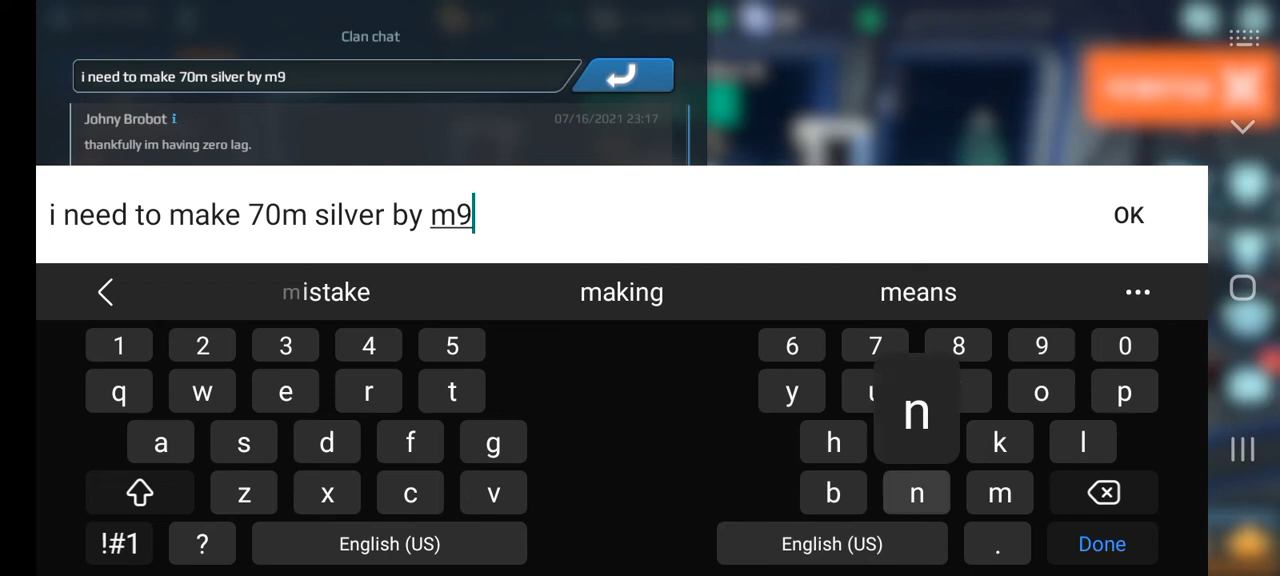 Clan chat
i need to make 70m silver by m9
Johny Brobot i 07/16/2021 23:17
thankfully im having zero lag.
i need to make 70m silver by m9 OK
mistake making means ...
1 2 3 4 5 6 7 8 9 0
q w e r t y u o p
a s d f g h k l
n
z x c v b n m
!#1 ? English (US) English (US) . Done